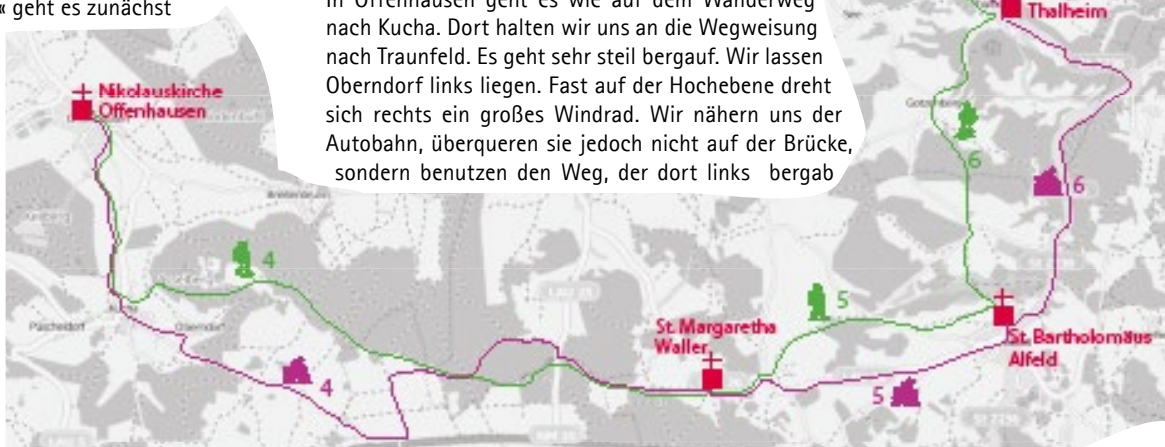 « geht es zunächst
In Offenhausen geht es wie auf dem Wanderweg
nach Kucha. Dort halten wir uns an die Wegweisung
nach Traunfeld. Es geht sehr steil bergauf. Wir lassen
Oberndorf links liegen. Fast auf der Hochebene dreht
sich rechts ein großes Windrad. Wir nähern uns der
Autobahn, überqueren sie jedoch nicht auf der Brücke,
sondern benutzen den Weg, der dort links bergab
Thalheim
Nikolauskirche
Offenhausen
6
6
4
5
St. Margaretha
Waller
St. Bartholomäus
Alfeld
4
5
Püscheldorf
Oberndorf